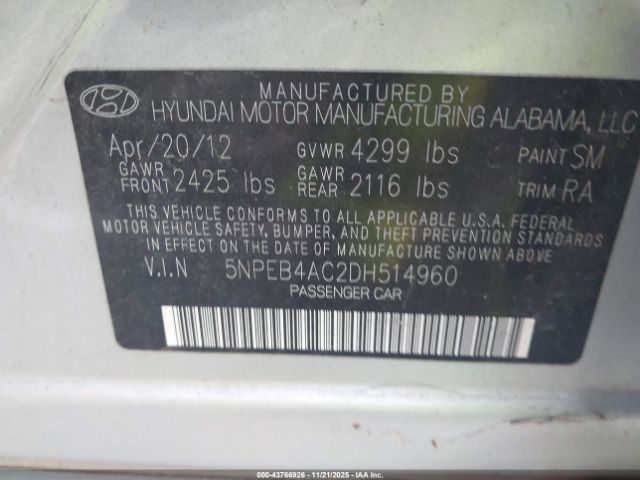 MANUFACTURED BY
HYUNDAI MOTOR MANUFACTURING ALABAMA, LLC
Apr/20/12 GVWR 4299 lbs PAINT SM
GAWR FRONT 2425 lbs GAWR REAR 2116 lbs TRIM RA
THIS VEHICLE CONFORMS TO ALL APPLICABLE U.S.A. FEDERAL
MOTOR VEHICLE SAFETY, BUMPER, AND THEFT PREVENTION STANDARDS
IN EFFECT ON THE DATE OF MANUFACTURE SHOWN ABOVE
V.I.N 5NPEB4AC2DH514960
PASSENGER CAR
000-43766926 - 11/21/2025 - IAAI.COM